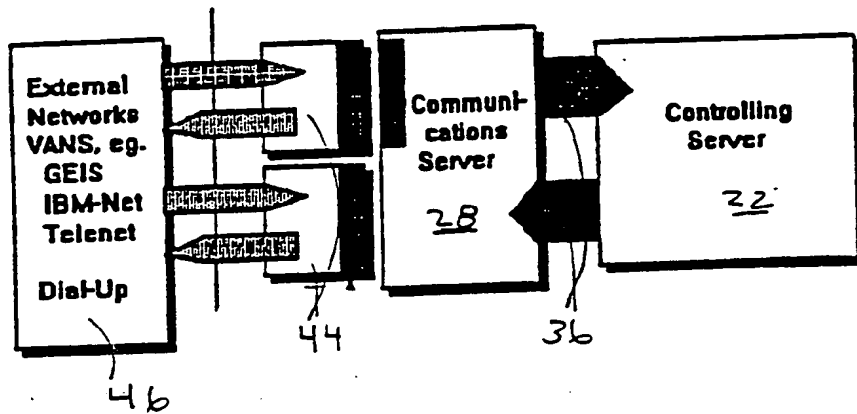 External
Networks
VANS, eg.
GEIS
IBM-Net
Telenet
Dial-Up
46
44
Communi-
cations
Server
28
36
Controlling
Server
22